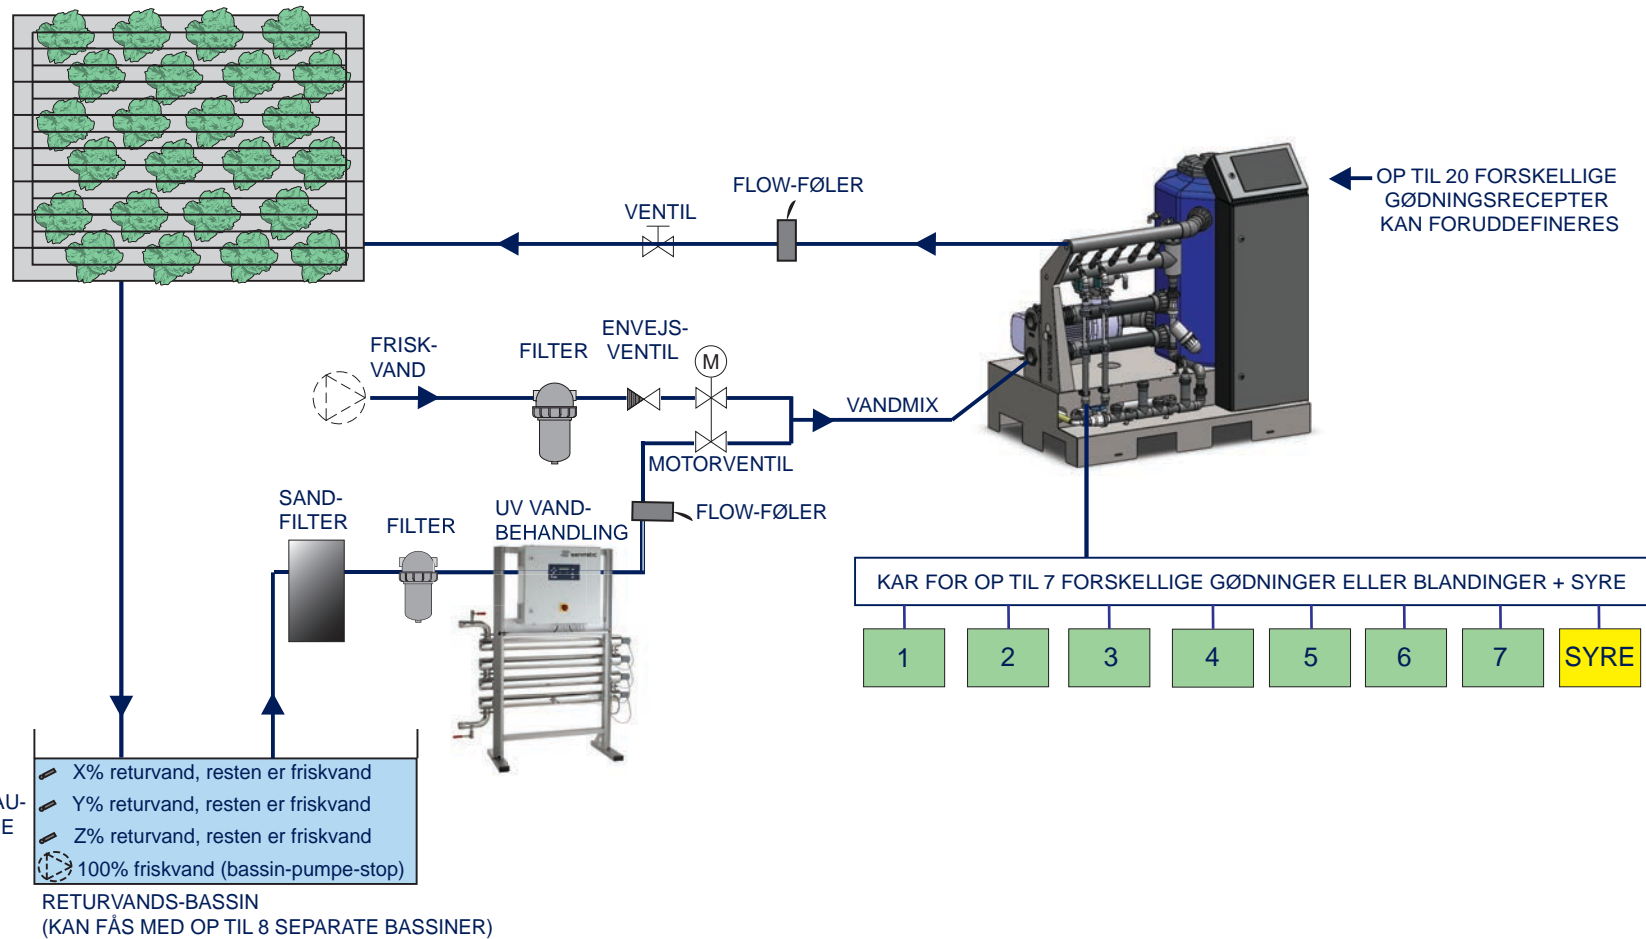 FLOW-FØLER
VENTIL
OP TIL 20 FORSKELLIGE
GØDNINGSRECEPTER
KAN FORUDDEFINERES
FRISK-
VAND
FILTER
ENVEJS-
VENTIL
M
VANDMIX
MOTORVENTIL
SAND-
FILTER
FILTER
UV VAND-
BEHANDLING
FLOW-FØLER
senmatic
KAR FOR OP TIL 7 FORSKELLIGE GØDNINGER ELLER BLANDINGER + SYRE
1
2
3
4
5
6
7
SYRE
AU-
E
X% returvand, resten er friskvand
Y% returvand, resten er friskvand
Z% returvand, resten er friskvand
100% friskvand (bassin-pumpe-stop)
RETURVANDS-BASSIN
(KAN FÅS MED OP TIL 8 SEPARATE BASSINER)